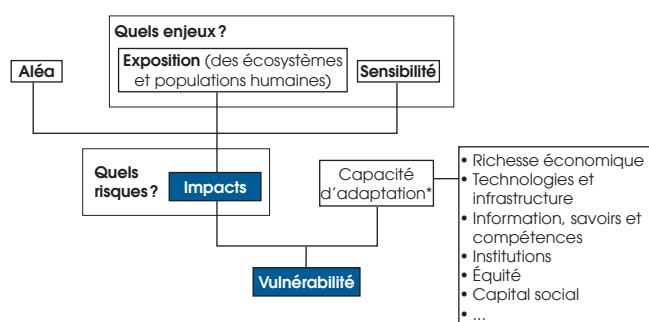 Quels enjeux ?
Exposition (des écosystèmes
et populations humaines)
Aléa
Sensibilité
Quels
risques ?
Impacts
Capacité
d'adaptation*
• Richesse économique
• Technologies et
infrastructure
• Information, savoirs et
compétences
• Institutions
• Équité
• Capital social
• ...
Vulnérabilité